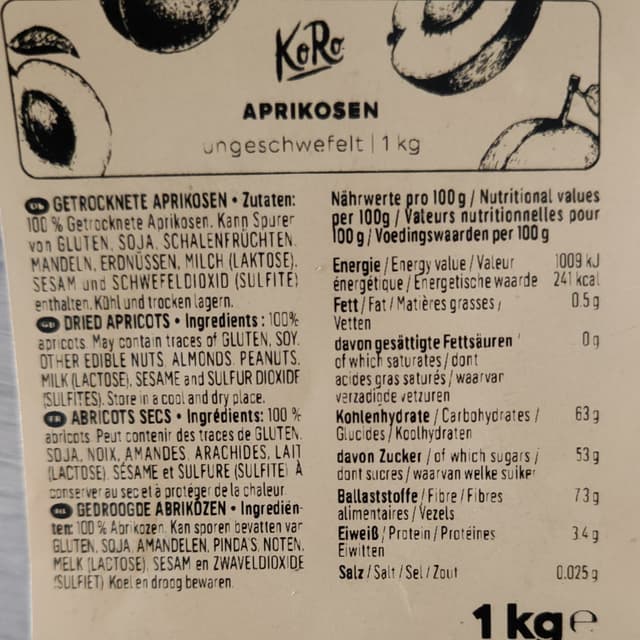 KoRo
APRIKOSEN
ungeschwefelt | 1 kg
DE GETROCKNETE APRIKOSEN • Zutaten:
100 % Getrocknete Aprikosen. Kann Spuren
von GLUTEN, SOJA, SCHALENFRÜCHTEN,
MANDELN, ERDNÜSSEN, MILCH (LAKTOSE),
SESAM und SCHWEFELDIOXID (SULFITE)
enthalten. Kühl und trocken lagern.
GB DRIED APRICOTS • Ingredients: 100%
apricots. May contain traces of GLUTEN, SOY,
OTHER EDIBLE NUTS, ALMONDS, PEANUTS,
MILK (LACTOSE), SESAME and SULFUR DIOXIDE
(SULFITES). Store in a cool and dry place.
FR ABRICOTS SECS • Ingrédients: 100 %
abricots. Peut contenir des traces de GLUTEN,
SOJA, NOIX, AMANDES, ARACHIDES, LAIT
(LACTOSE), SÉSAME et SULFURE (SULFITE) À
conserver au sec et à protéger de la chaleur.
NL GEDROOGDE ABRIKOZEN • Ingrediën-
ten: 100 % Abrikozen. Kan sporen bevatten van
GLUTEN, SOJA, AMANDELEN, PINDA'S, NOTEN,
MELK (LACTOSE), SESAM en ZWAVELDIOXIDE
(SULFIET) Koel en droog bewaren.
Nährwerte pro 100 g / Nutritional values
per 100g / Valeurs nutritionnelles pour
100 g / Voedingswaarden per 100 g
Energie / Energy value / Valeur 1009 kJ
énergétique / Energetische waarde 241 kcal
Fett / Fat / Matières grasses / 0.5 g
Vetten
davon gesättigte Fettsäuren 0 g
of which saturates / dont
acides gras saturés / waarvan
verzadigde vetzuren
Kohlenhydrate / Carbohydrates / 63 g
Glucides / Koolhydraten
davon Zucker / of which sugars / 53 g
dont sucres / waarvan welke suiker
Ballaststoffe / Fibre / Fibres 7.3 g
alimentaires / Vezels
Eiweiß / Protein / Protéines 3.4 g
Eiwitten
Salz / Salt / Sel / Zout 0.025 g
1 kg e